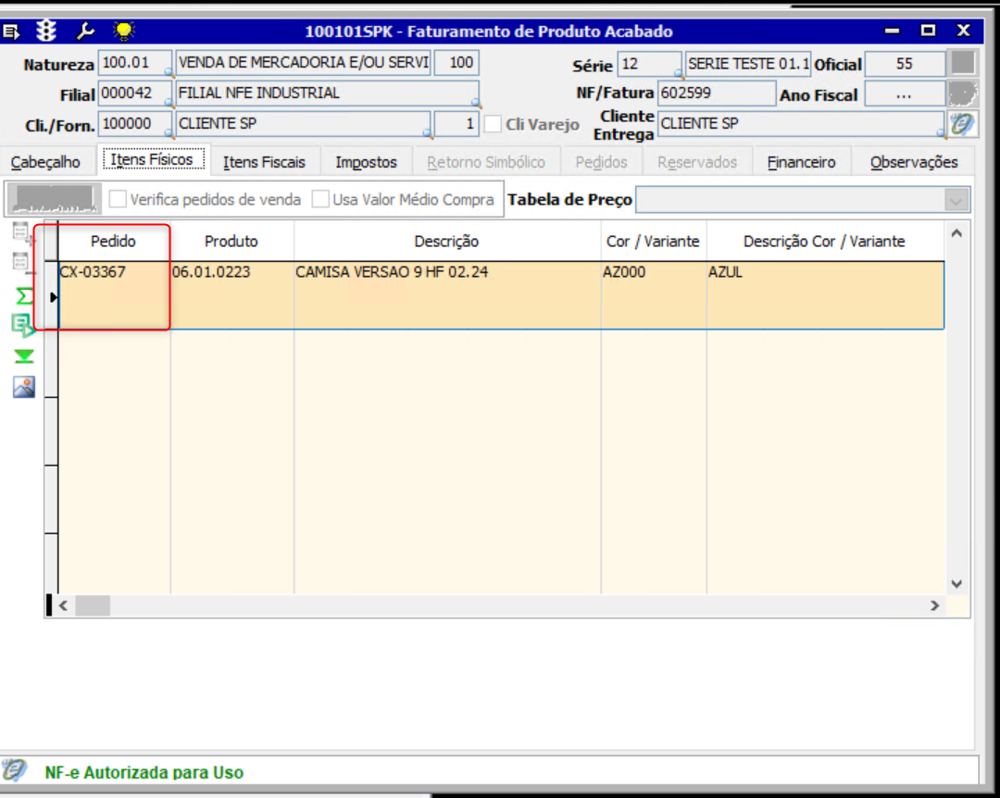 100101SPK - Faturamento de Produto Acabado
Natureza 100.01 VENDA DE MERCADORIA E/OU SERVI 100 Série 12 SERIE TESTE 01.1 Oficial 55
Filial 000042 FILIAL NFE INDUSTRIAL NF/Fatura 602599 Ano Fiscal ...
Cli./Forn. 100000 CLIENTE SP 1 Cli Varejo Cliente Entrega CLIENTE SP
Cabeçalho Itens Físicos Itens Fiscais Impostos Retorno Simbólico Pedidos Reservados Financeiro Observações
Verifica pedidos de venda Usa Valor Médio Compra Tabela de Preço
Pedido Produto Descrição Cor / Variante Descrição Cor / Variante
CX-03367 06.01.0223 CAMISA VERSAO 9 HF 02.24 AZ000 AZUL
NF-e Autorizada para Uso